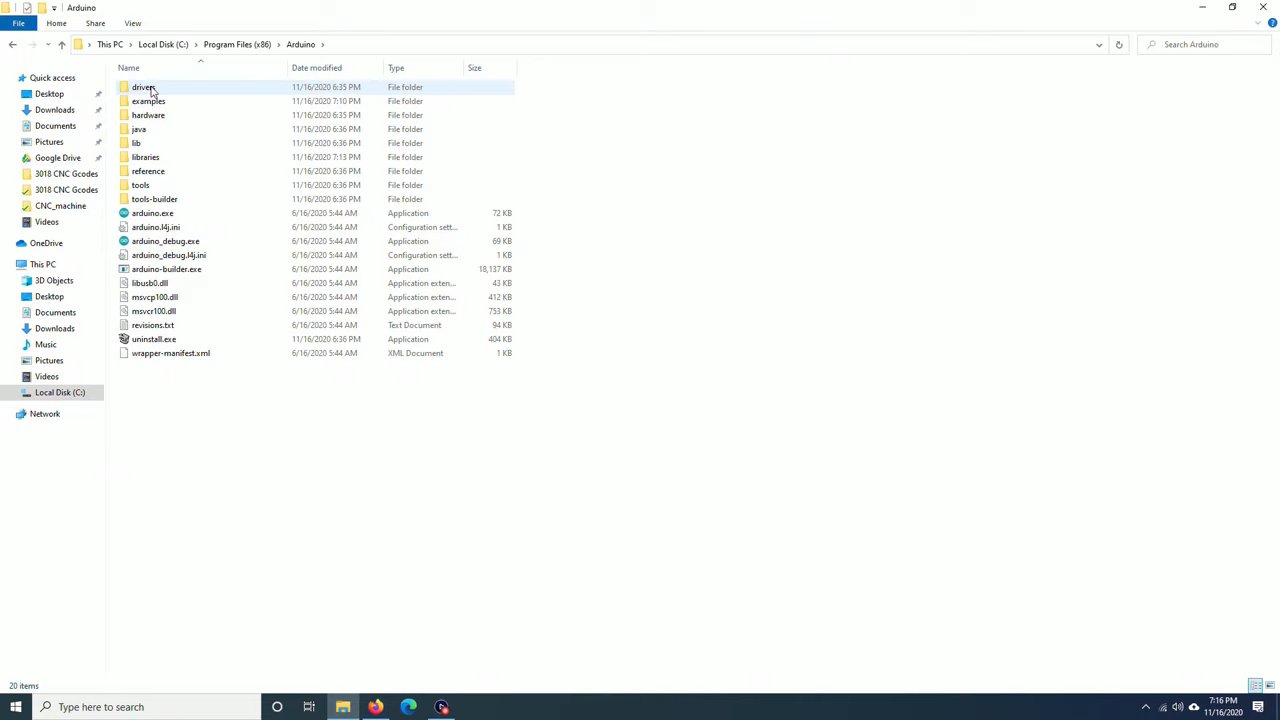 Arduino
File Home Share View
This PC Local Disk (C:) Program Files (x86) Arduino
Search Arduino
Name Date modified Type Size
Quick access
Desktop
Downloads
Documents
Pictures
Google Drive
3018 CNC Gcodes
3018 CNC Gcodes
CNC_machine
Videos
OneDrive
This PC
3D Objects
Desktop
Documents
Downloads
Music
Pictures
Videos
Local Disk (C:)
Network
drivers 11/16/2020 6:35 PM File folder
examples 11/16/2020 7:10 PM File folder
hardware 11/16/2020 6:35 PM File folder
java 11/16/2020 6:36 PM File folder
lib 11/16/2020 6:36 PM File folder
libraries 11/16/2020 7:13 PM File folder
reference 11/16/2020 6:36 PM File folder
tools 11/16/2020 6:36 PM File folder
tools-builder 11/16/2020 6:36 PM File folder
arduino.exe 6/16/2020 5:44 AM Application 72 KB
arduino.l4j.ini 6/16/2020 5:44 AM Configuration sett... 1 KB
arduino_debug.exe 6/16/2020 5:44 AM Application 69 KB
arduino_debug.l4j.ini 6/16/2020 5:44 AM Configuration sett... 1 KB
arduino-builder.exe 6/16/2020 5:44 AM Application 18,137 KB
libusb0.dll 6/16/2020 5:44 AM Application exten... 43 KB
msvcp100.dll 6/16/2020 5:44 AM Application exten... 412 KB
msvcr100.dll 6/16/2020 5:44 AM Application exten... 753 KB
revisions.txt 6/16/2020 5:44 AM Text Document 94 KB
uninstall.exe 11/16/2020 6:36 PM Application 404 KB
wrapper-manifest.xml 6/16/2020 5:44 AM XML Document 1 KB
20 items
Type here to search
7:16 PM
11/16/2020